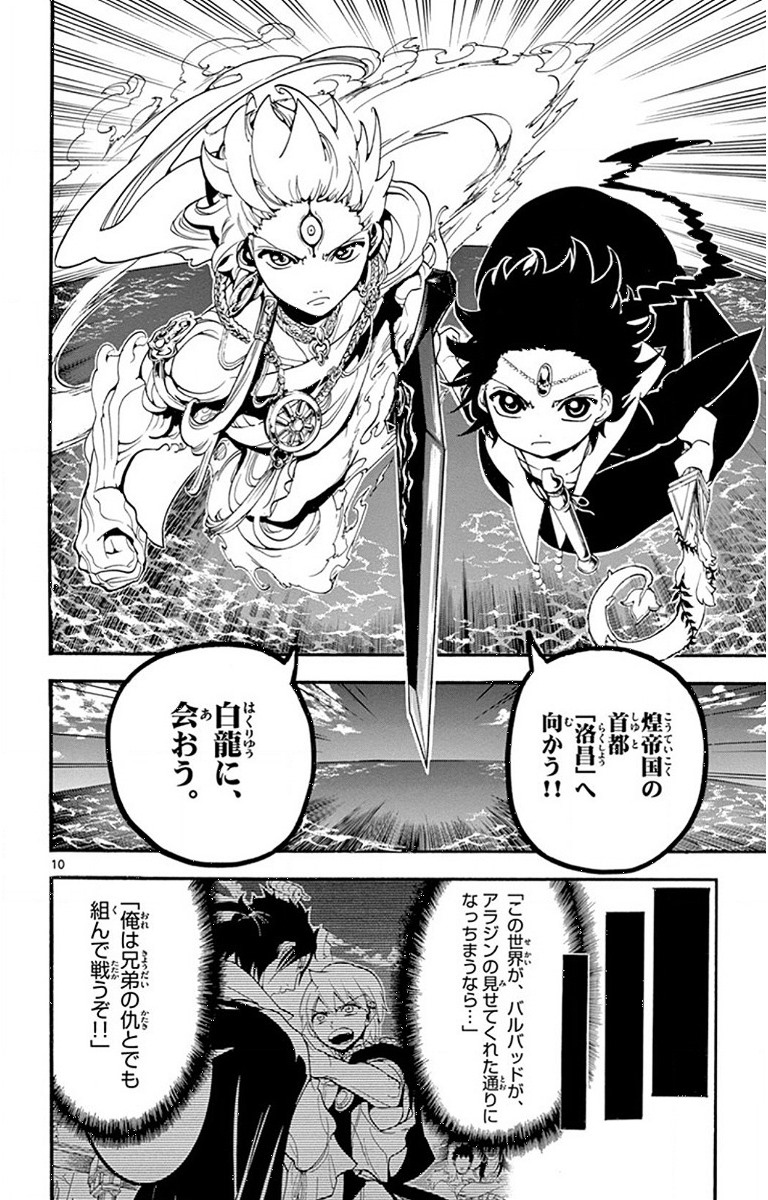 煌帝国の
首都
「洛昌」へ
向かう!!
白龍に、
会おう。
10
「この世界が、バルバッドが、
アラジンの見せてくれた通りに
なっちまうなら…」
「俺は兄弟の仇とでも
組んで戦うぞ!!」